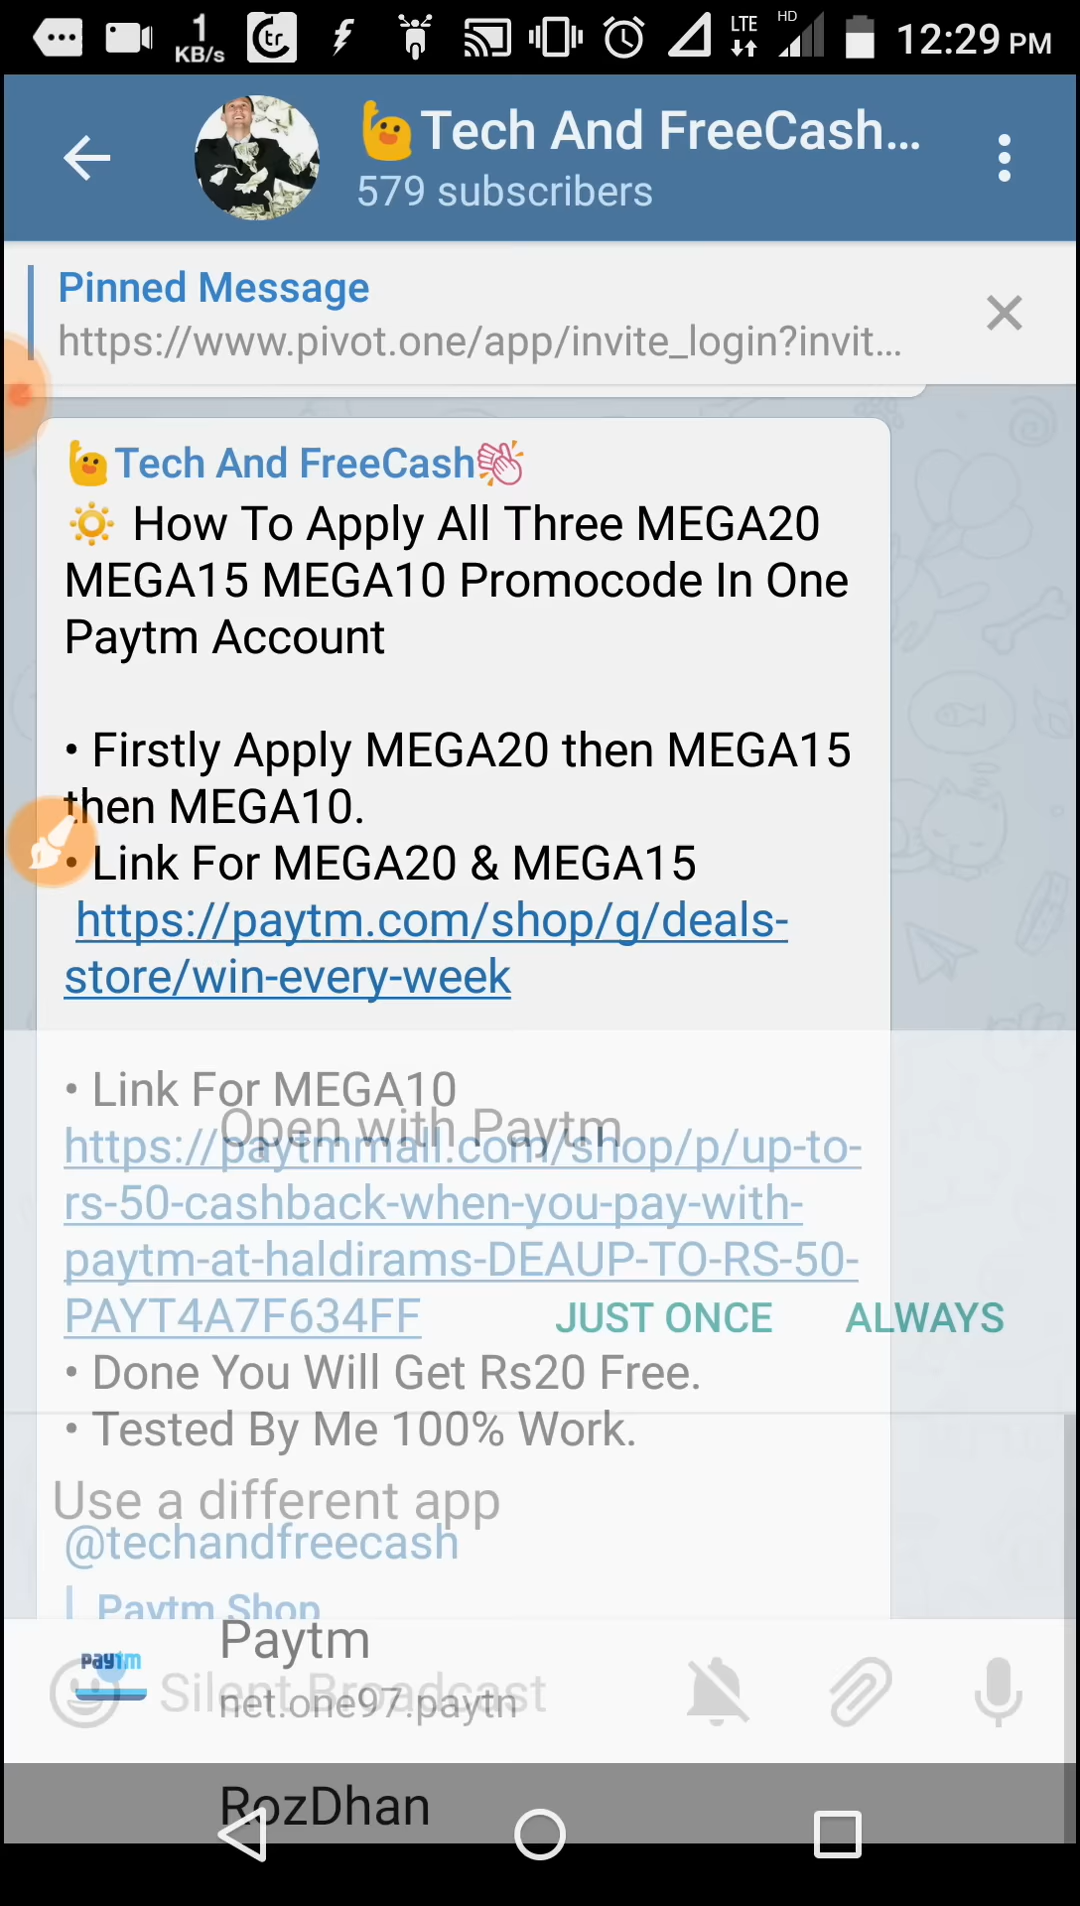 1
KB/s
tr
LTE
HD
12:29 PM
🙋Tech And FreeCash...
579 subscribers
Pinned Message
https://www.pivot.one/app/invite_login?invit...
🙋Tech And FreeCash👏
🔆 How To Apply All Three MEGA20
MEGA15 MEGA10 Promocode In One
Paytm Account
• Firstly Apply MEGA20 then MEGA15
then MEGA10.
• Link For MEGA20 & MEGA15
https://paytm.com/shop/g/deals-
store/win-every-week
• Link For MEGA10
Open with Paytm
https://paytmmall.com/shop/p/up-to-
rs-50-cashback-when-you-pay-with-
paytm-at-haldirams-DEAUP-TO-RS-50-
PAYT4A7F634FF
JUST ONCE
ALWAYS
• Done You Will Get Rs20 Free.
• Tested By Me 100% Work.
Use a different app
@techandfreecash
Paytm Shop
Paytm
paytm
Silent Broadcast
net.one97.paytm
RozDhan